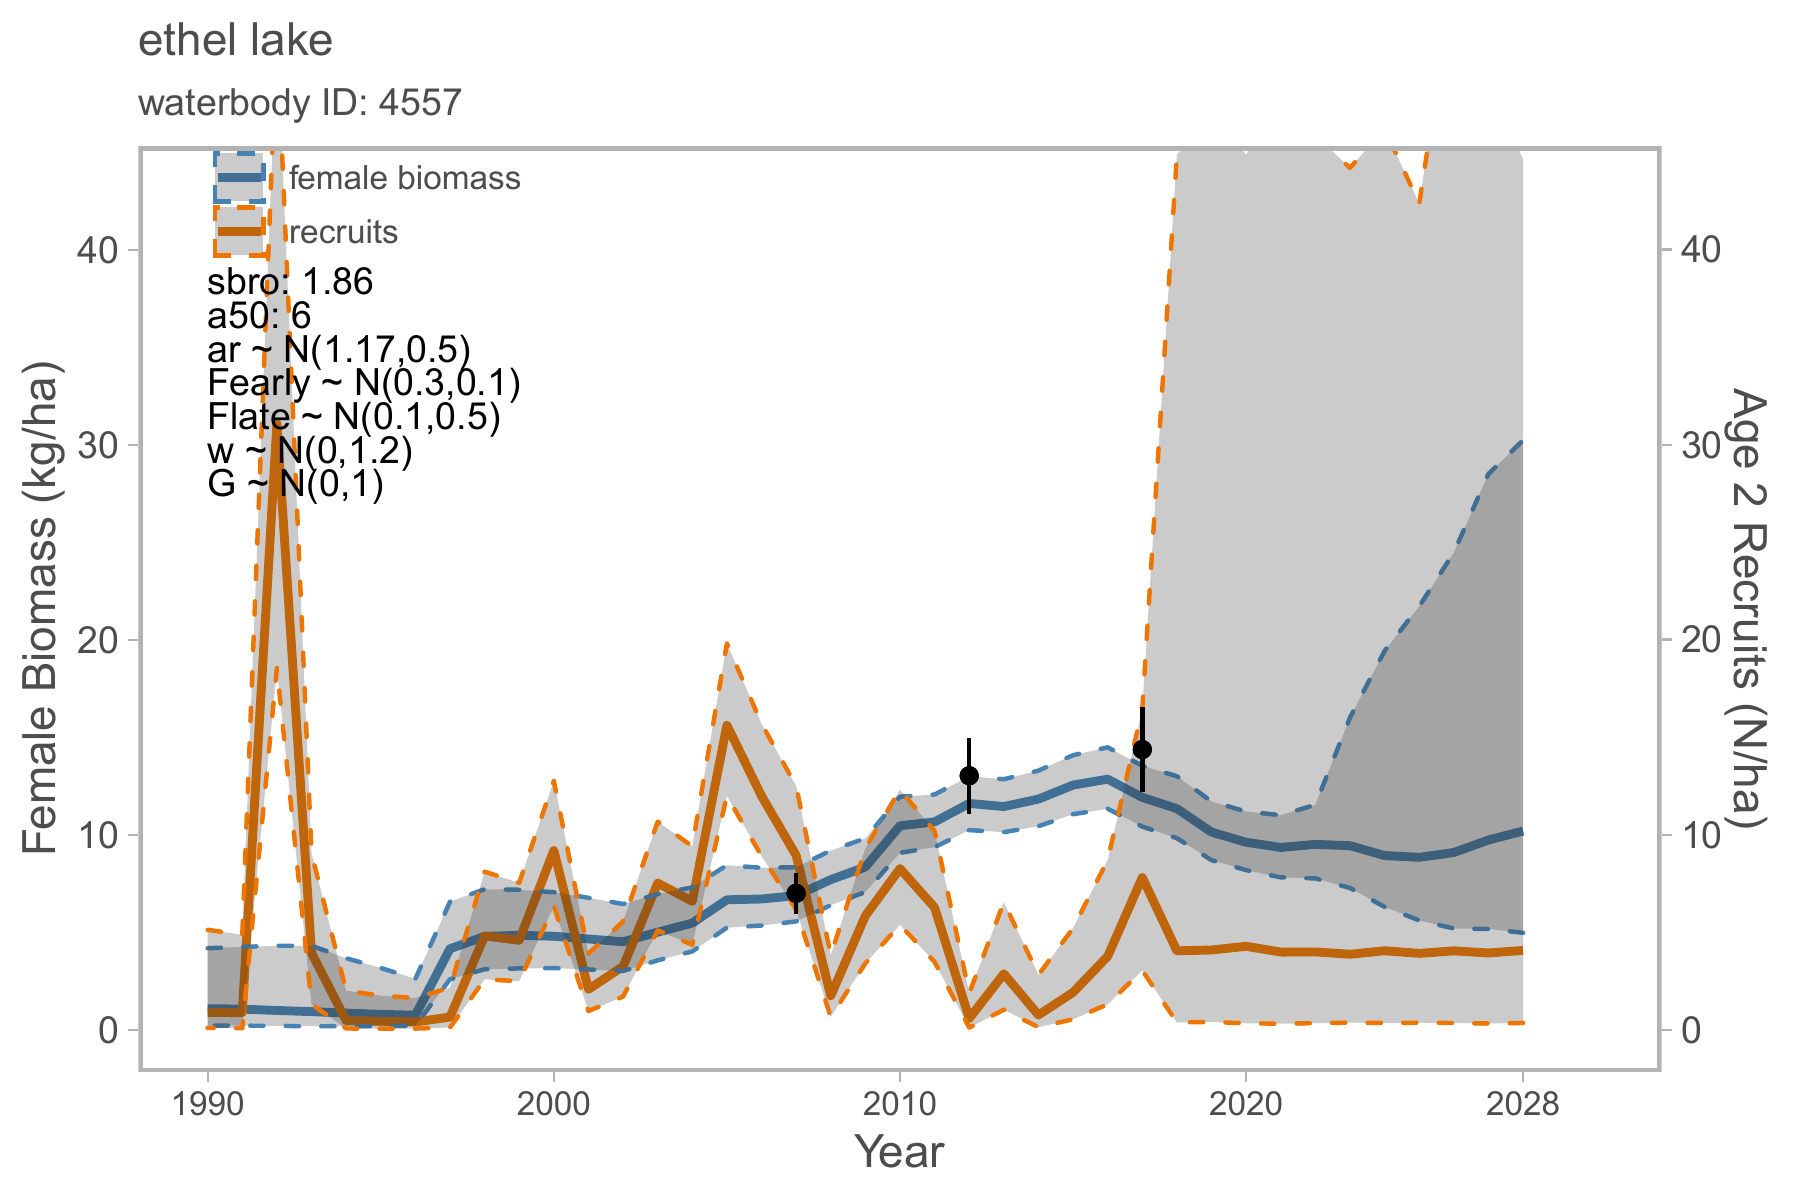 ethel lake
waterbody ID: 4557
female biomass
recruits
sbro: 1.86
a50: 6
ar ~ N(1.17,0.5)
Fearly ~ N(0.3,0.1)
Flate ~ N(0.1,0.5)
w ~ N(0,1.2)
G ~ N(0,1)
Female Biomass (kg/ha)
40
30
20
10
0
40
30
20
10
0
Age 2 Recruits (N/ha)
1990
2000
2010
2020
2028
Year